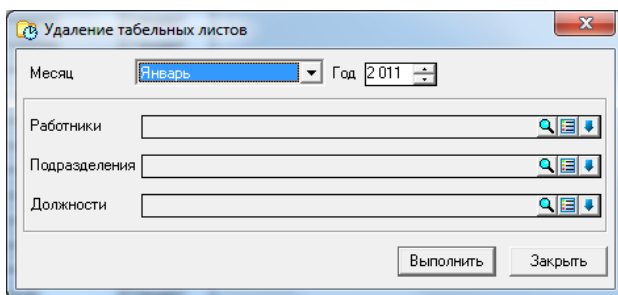 Удаление табельных листов
Месяц Январь Год 2 011
Работники
Подразделения
Должности
Выполнить Закрыть